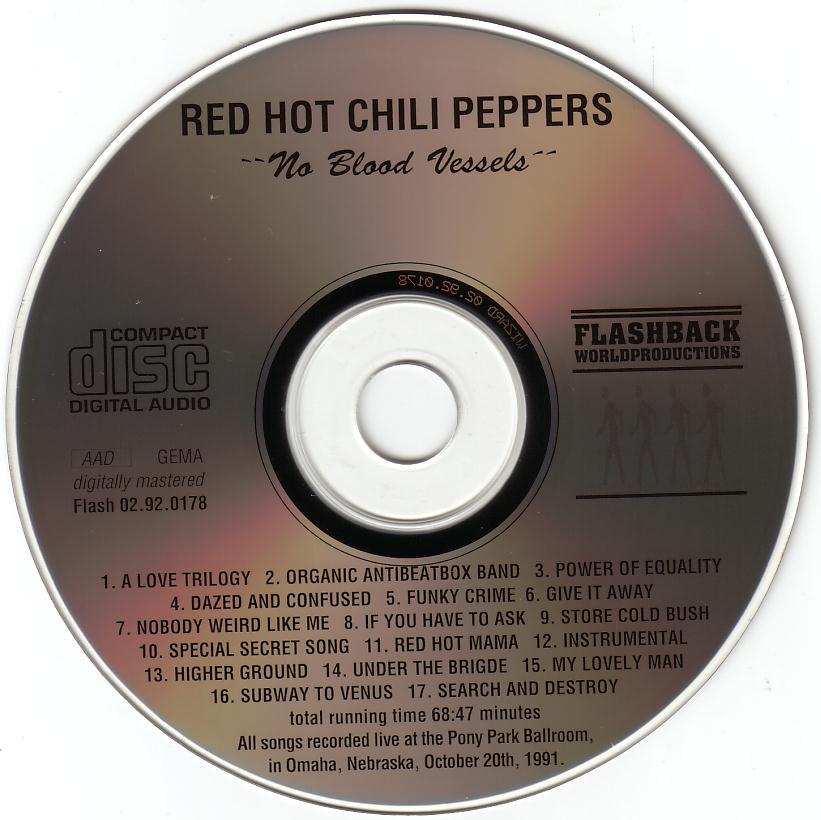 RED HOT CHILI PEPPERS
--No Blood Vessels--
WIZARD 02.92.0178
COMPACT
disc
DIGITAL AUDIO
FLASHBACK
WORLDPRODUCTIONS
AAD GEMA
digitally mastered
Flash 02.92.0178
1. A LOVE TRILOGY 2. ORGANIC ANTIBEATBOX BAND 3. POWER OF EQUALITY
4. DAZED AND CONFUSED 5. FUNKY CRIME 6. GIVE IT AWAY
7. NOBODY WEIRD LIKE ME 8. IF YOU HAVE TO ASK 9. STORE COLD BUSH
10. SPECIAL SECRET SONG 11. RED HOT MAMA 12. INSTRUMENTAL
13. HIGHER GROUND 14. UNDER THE BRIGDE 15. MY LOVELY MAN
16. SUBWAY TO VENUS 17. SEARCH AND DESTROY
total running time 68:47 minutes
All songs recorded live at the Pony Park Ballroom,
in Omaha, Nebraska, October 20th, 1991.